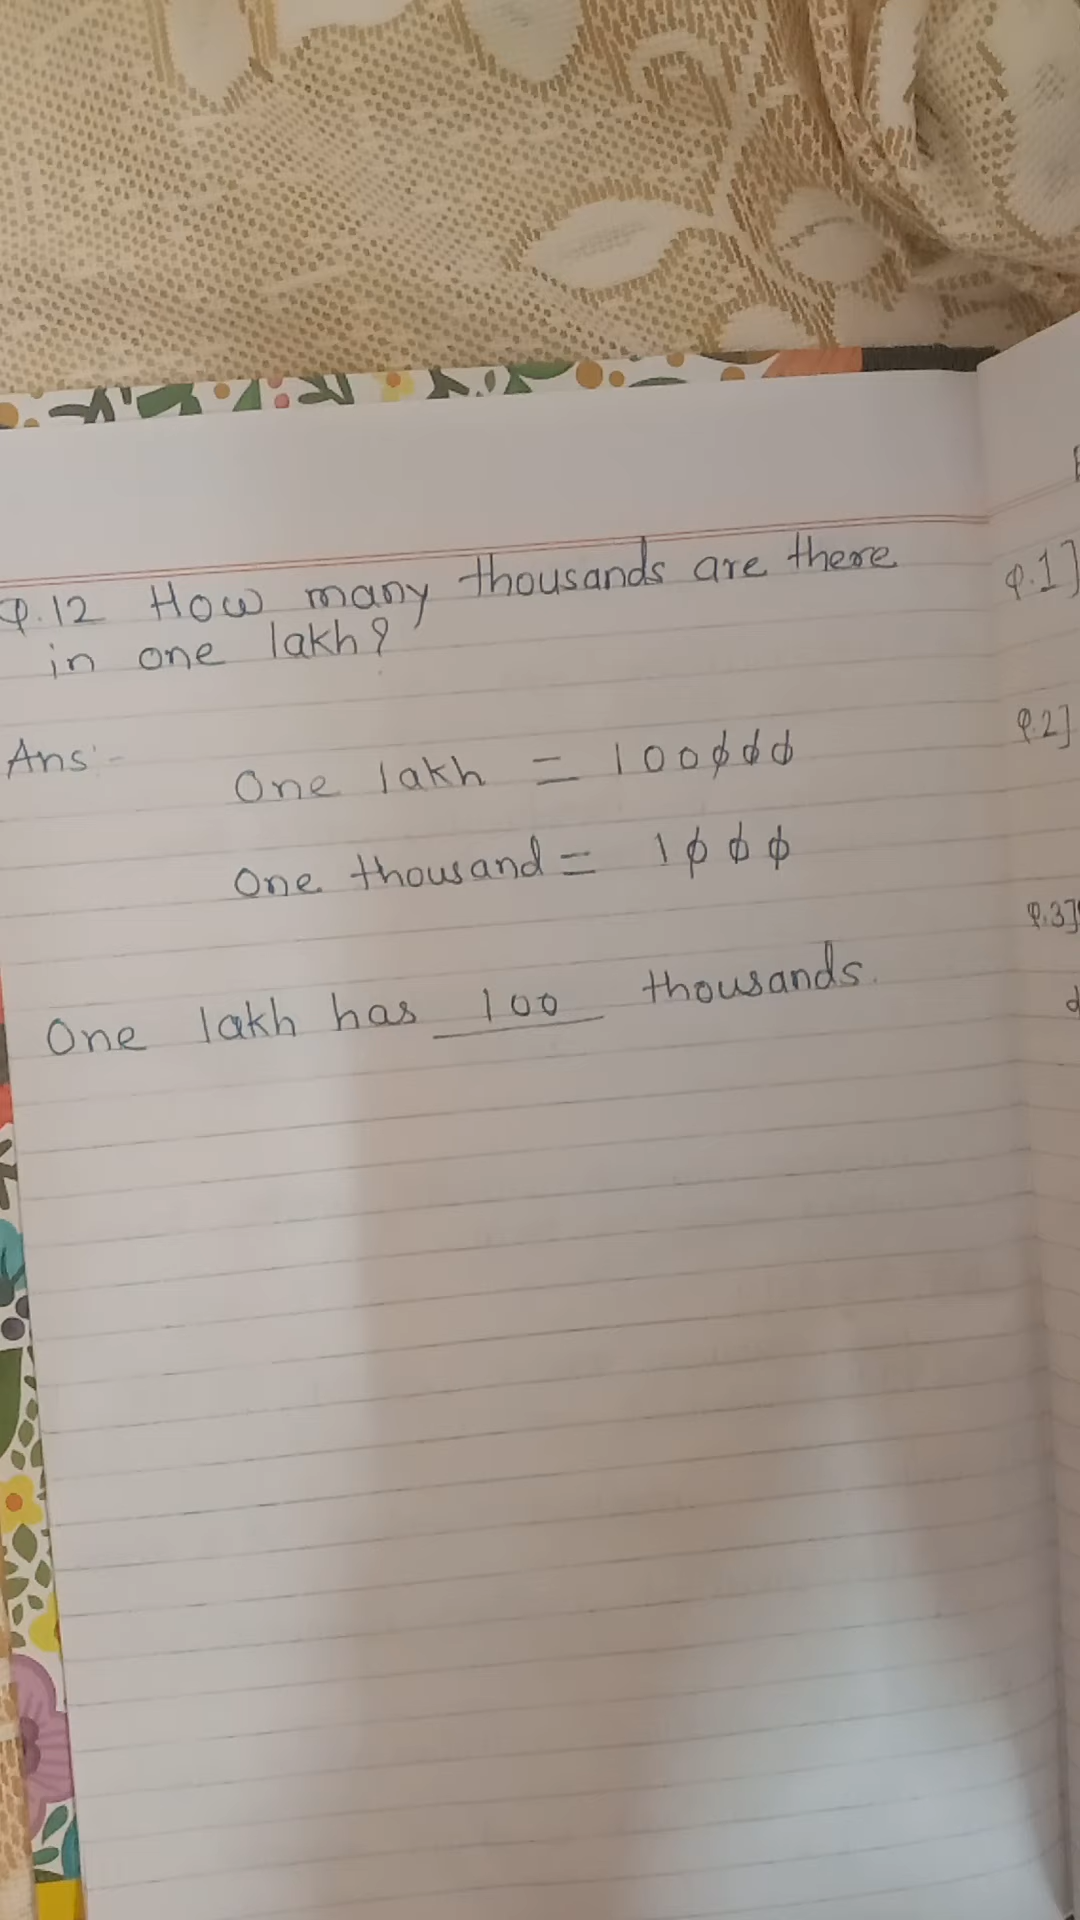 Q.12 How many thousands are there
in one lakh?
Ans:-
One lakh = 100000
One thousand = 1000
One lakh has 100 thousands.
Q.1]
Q.2]
Q.3]